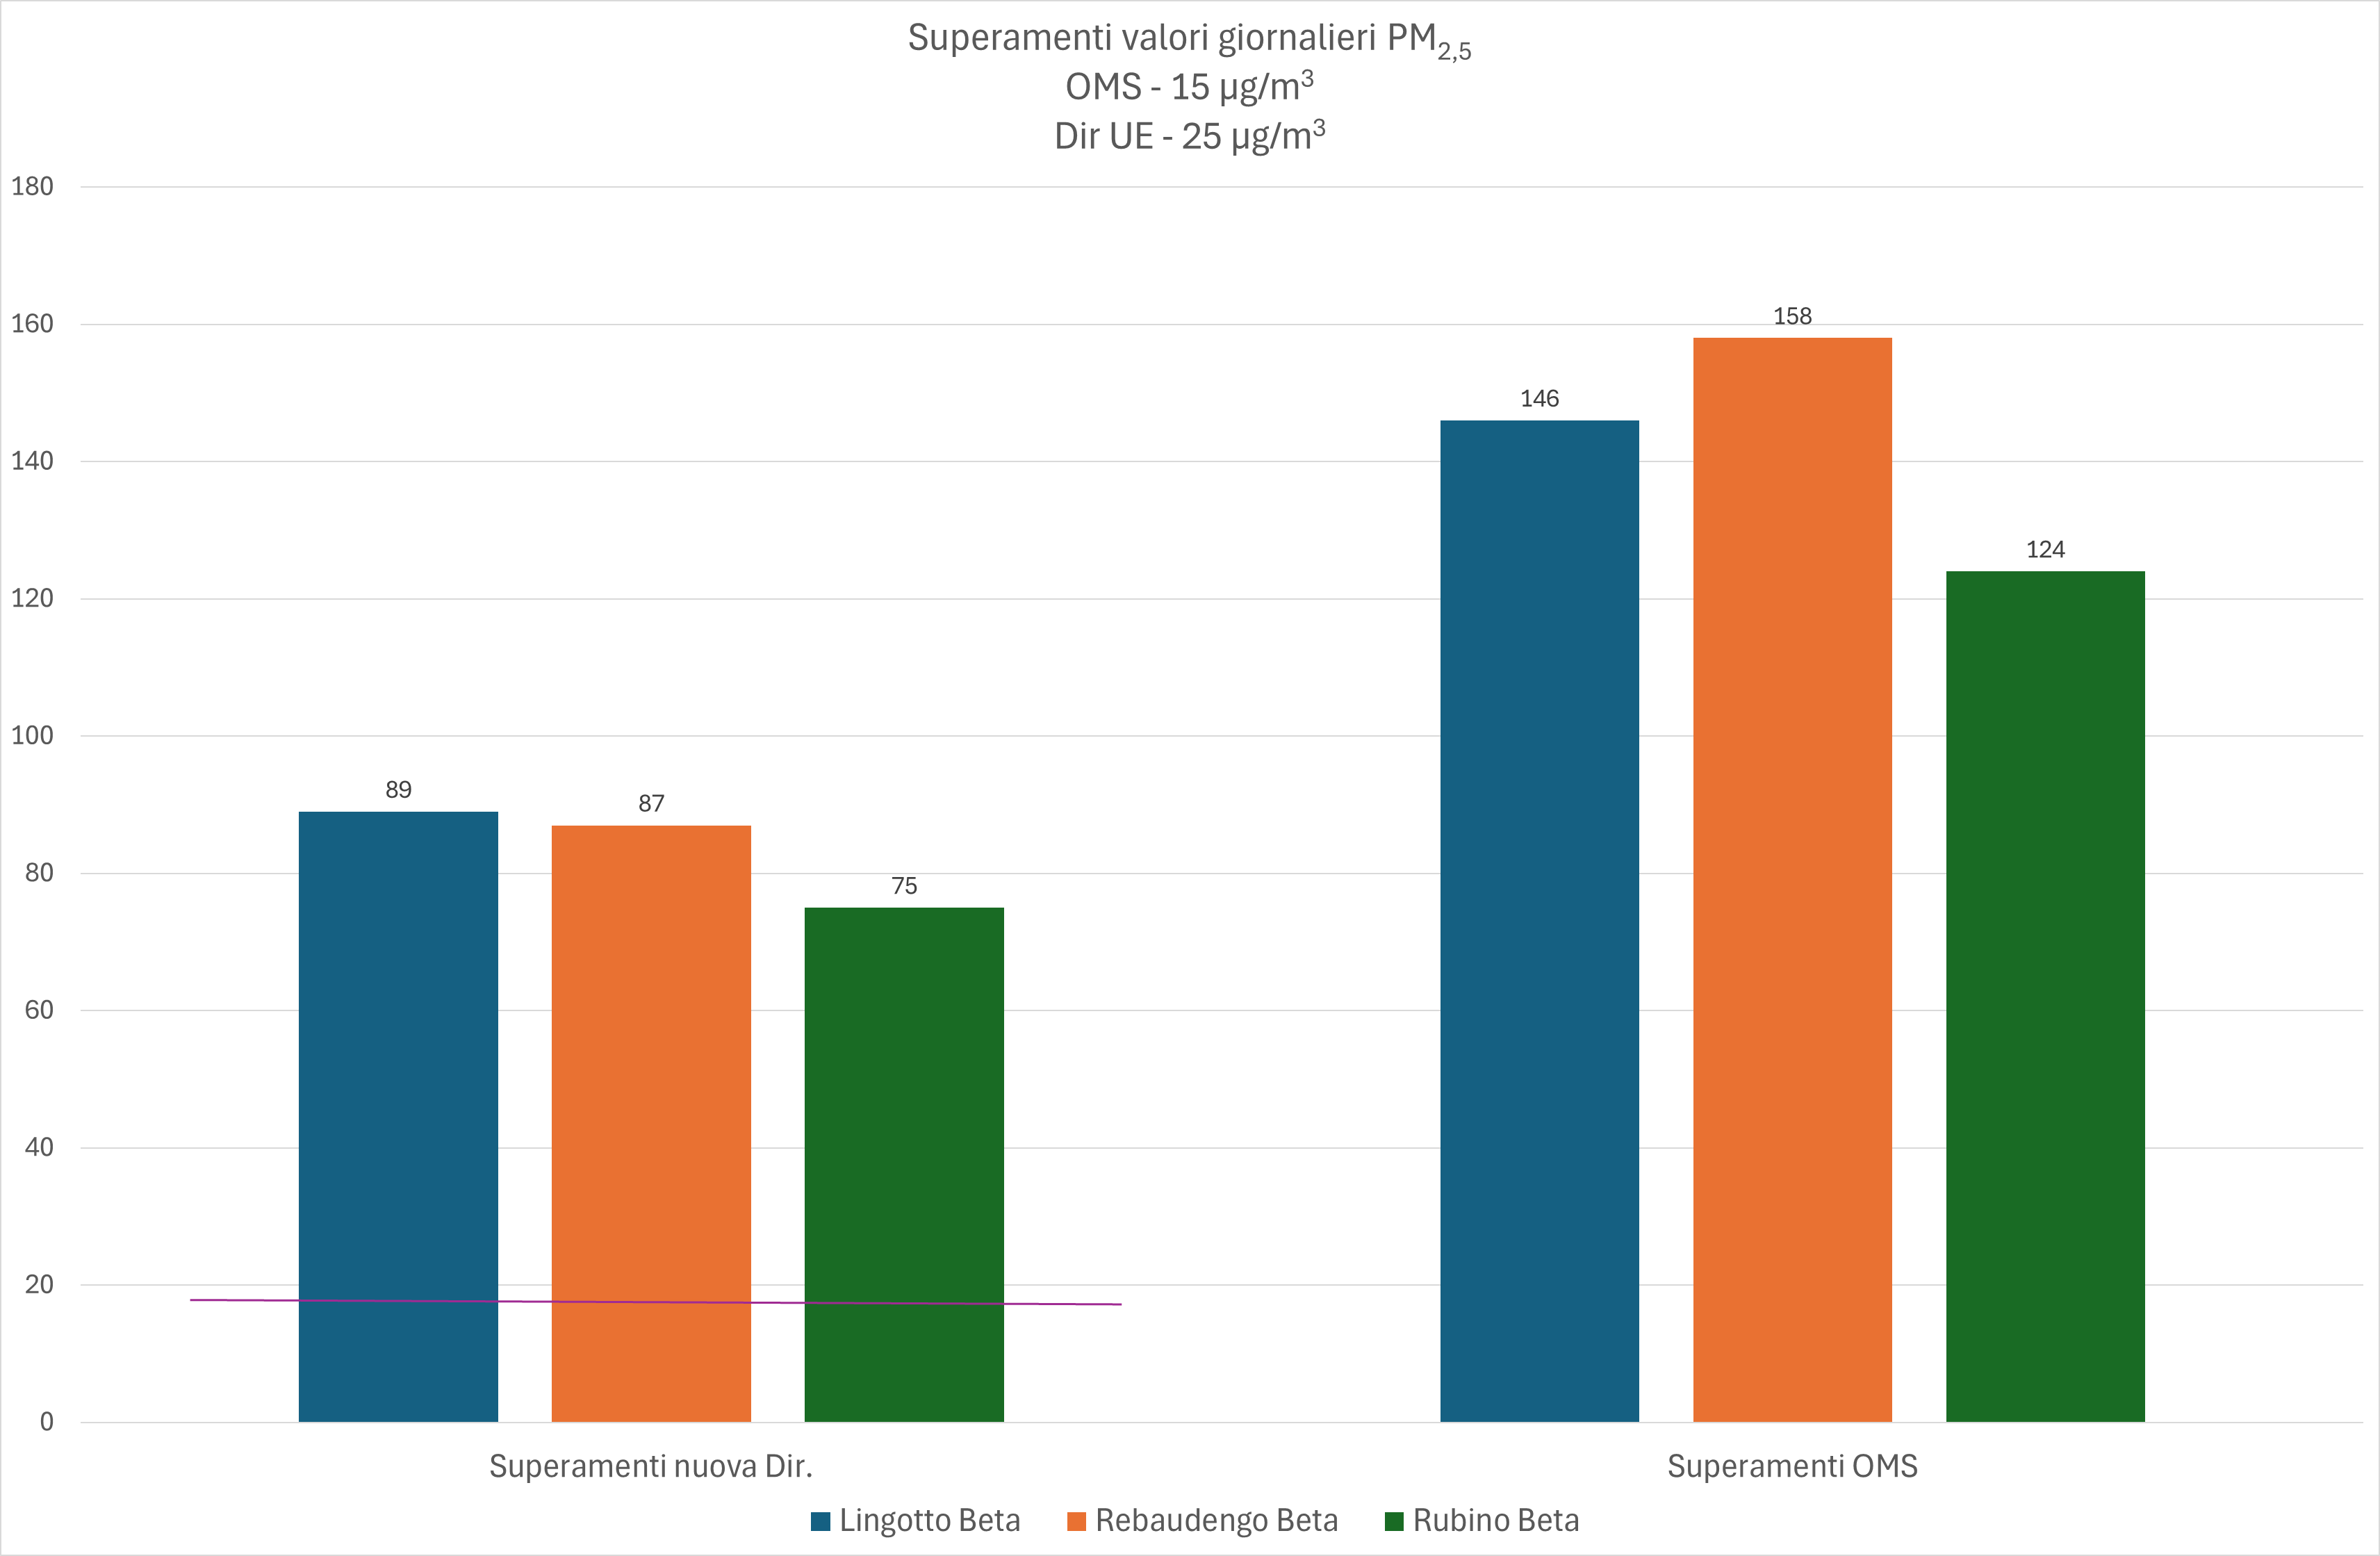 Superamenti valori giornalieri PM2,5
OMS - 15 µg/m³
Dir UE - 25 µg/m³
180
160
140
120
100
80
60
40
20
0
89
87
75
146
158
124
Superamenti nuova Dir.
Superamenti OMS
Lingotto Beta
Rebaudengo Beta
Rubino Beta